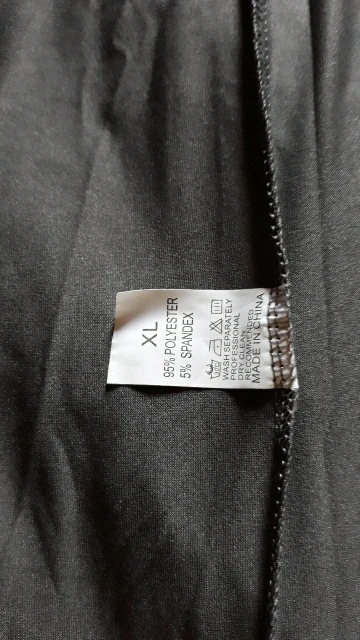 XL
95% POLYESTER
5% SPANDEX
WASH SEPARATELY
PROFESSIONAL
DRY CLEAN
RECOMMENDED
MADE IN CHINA